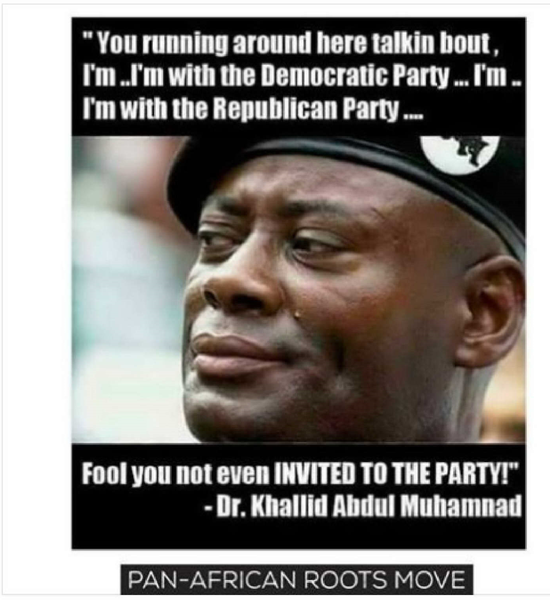 " You running around here talkin bout ,
I'm ..I'm with the Democratic Party ... I'm ..
I'm with the Republican Party ....
Fool you not even INVITED TO THE PARTY!"
- Dr. Khallid Abdul Muhamnad
PAN-AFRICAN ROOTS MOVE